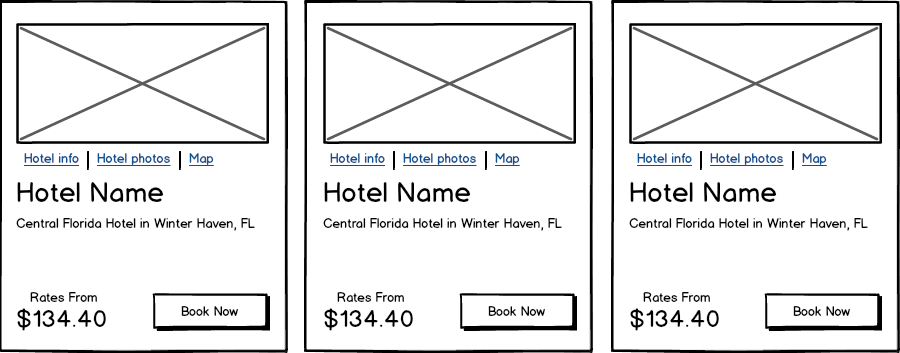 Hotel info | Hotel photos | Map
Hotel Name
Central Florida Hotel in Winter Haven, FL
Rates From
$134.40
Book Now
Hotel info | Hotel photos | Map
Hotel Name
Central Florida Hotel in Winter Haven, FL
Rates From
$134.40
Book Now
Hotel info | Hotel photos | Map
Hotel Name
Central Florida Hotel in Winter Haven, FL
Rates From
$134.40
Book Now